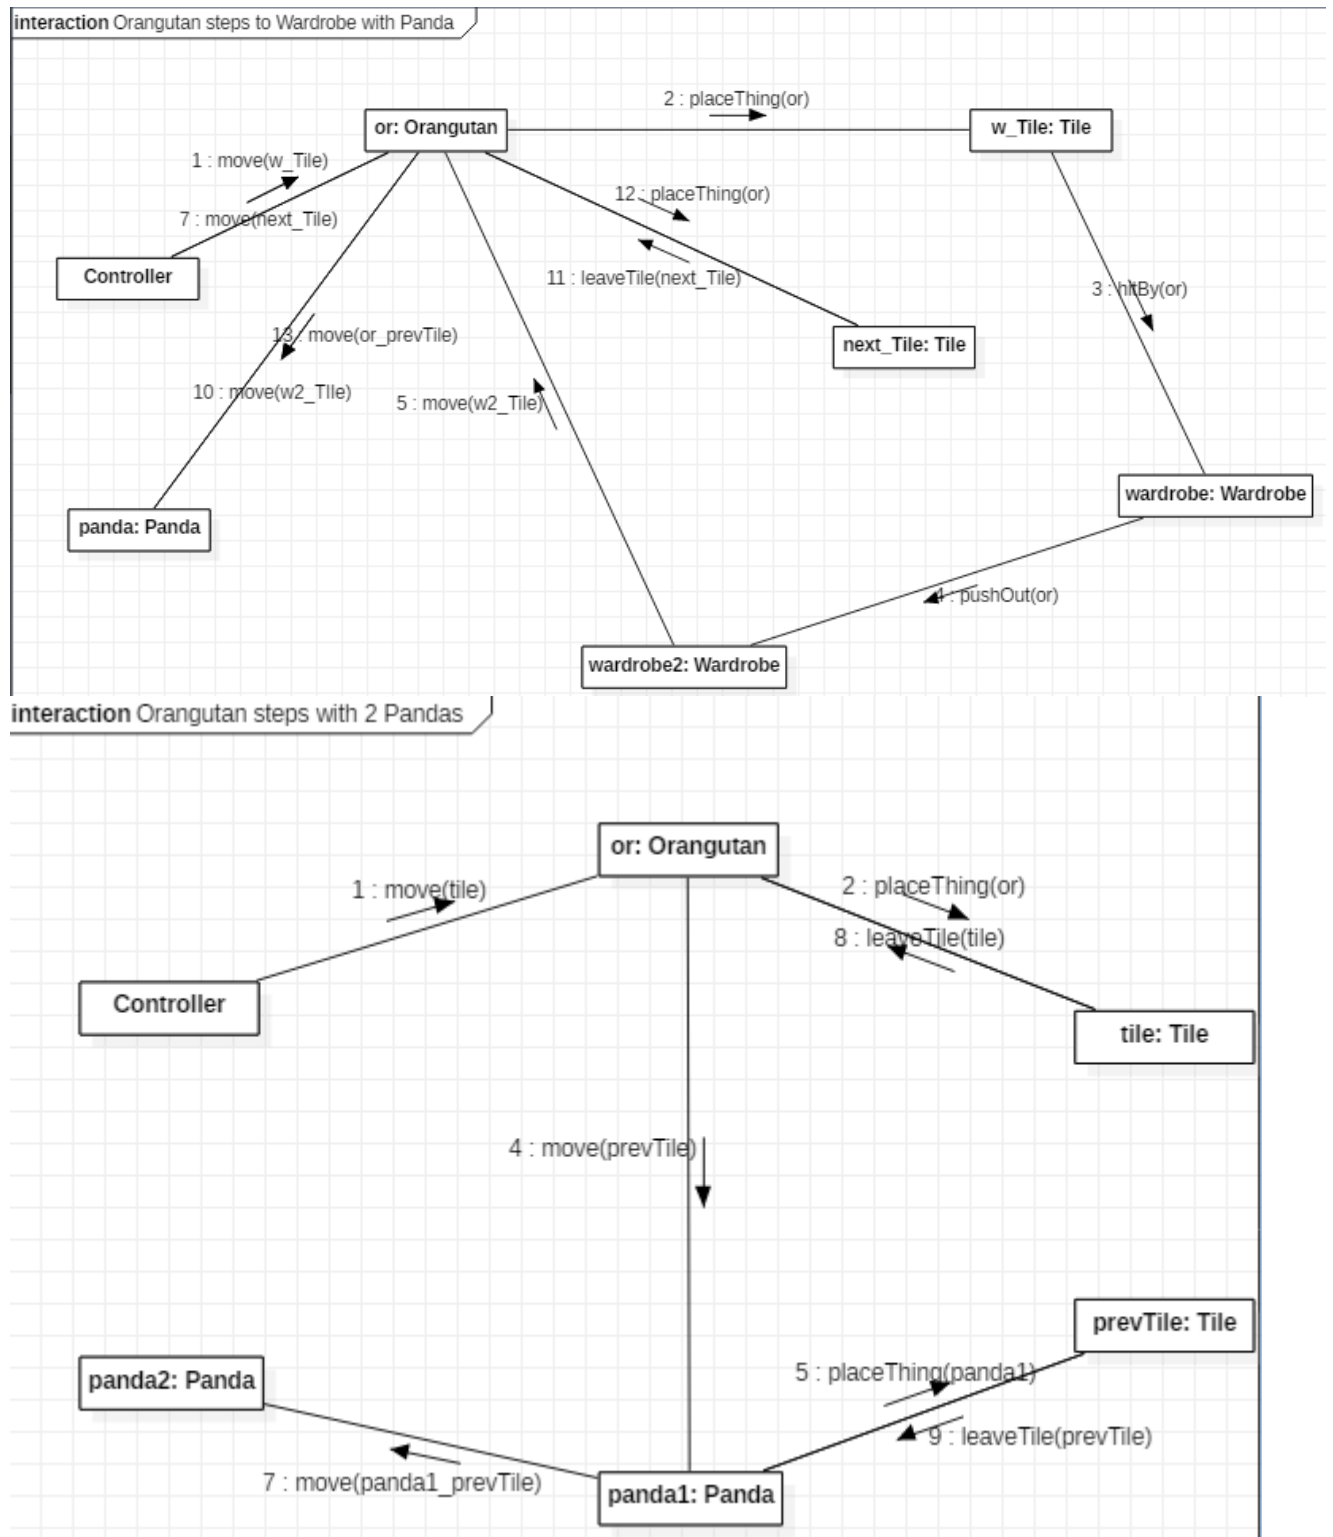 interaction Orangutan steps to Wardrobe with Panda
2 : placeThing(or)
or: Orangutan
w_Tile: Tile
1 : move(w_Tile)
12 : placeThing(or)
7 : move(next_Tile)
Controller
11 : leaveTile(next_Tile)
3 : hitBy(or)
13 : move(or_prevTile)
next_Tile: Tile
10 : move(w2_TIle)
5 : move(w2_Tile)
wardrobe: Wardrobe
panda: Panda
4 : pushOut(or)
wardrobe2: Wardrobe
interaction Orangutan steps with 2 Pandas
or: Orangutan
1 : move(tile)
2 : placeThing(or)
8 : leaveTile(tile)
Controller
tile: Tile
4 : move(prevTile)
prevTile: Tile
panda2: Panda
5 : placeThing(panda1)
9 : leaveTile(prevTile)
7 : move(panda1_prevTile)
panda1: Panda